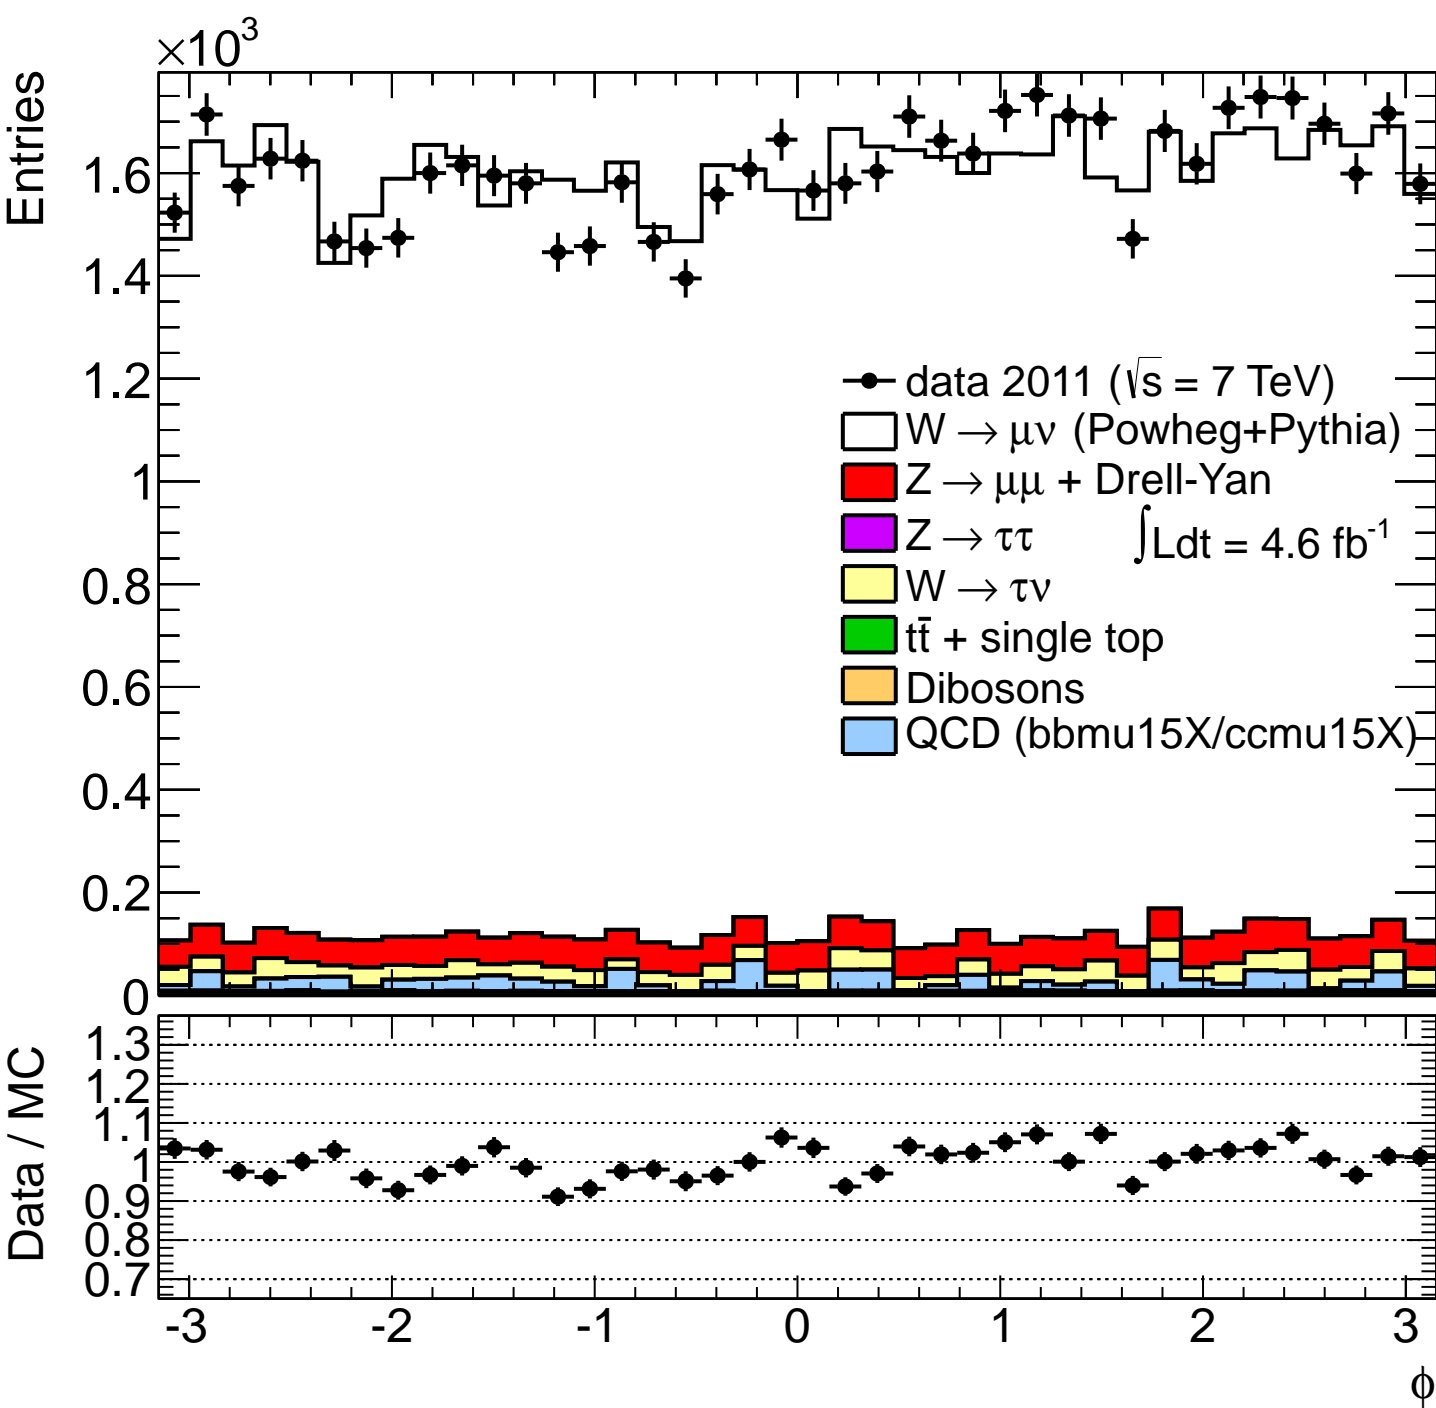 ×10³
Entries
1.6
1.4
1.2
1
0.8
0.6
0.4
0.2
0
data 2011 (√s = 7 TeV)
W → μν (Powheg+Pythia)
Z → μμ + Drell-Yan
Z → ττ
∫Ldt = 4.6 fb⁻¹
W → τν
tt̄ + single top
Dibosons
QCD (bbmu15X/ccmu15X)
Data / MC
1.3
1.2
1.1
1
0.9
0.8
0.7
-3 -2 -1 0 1 2 3
ϕ